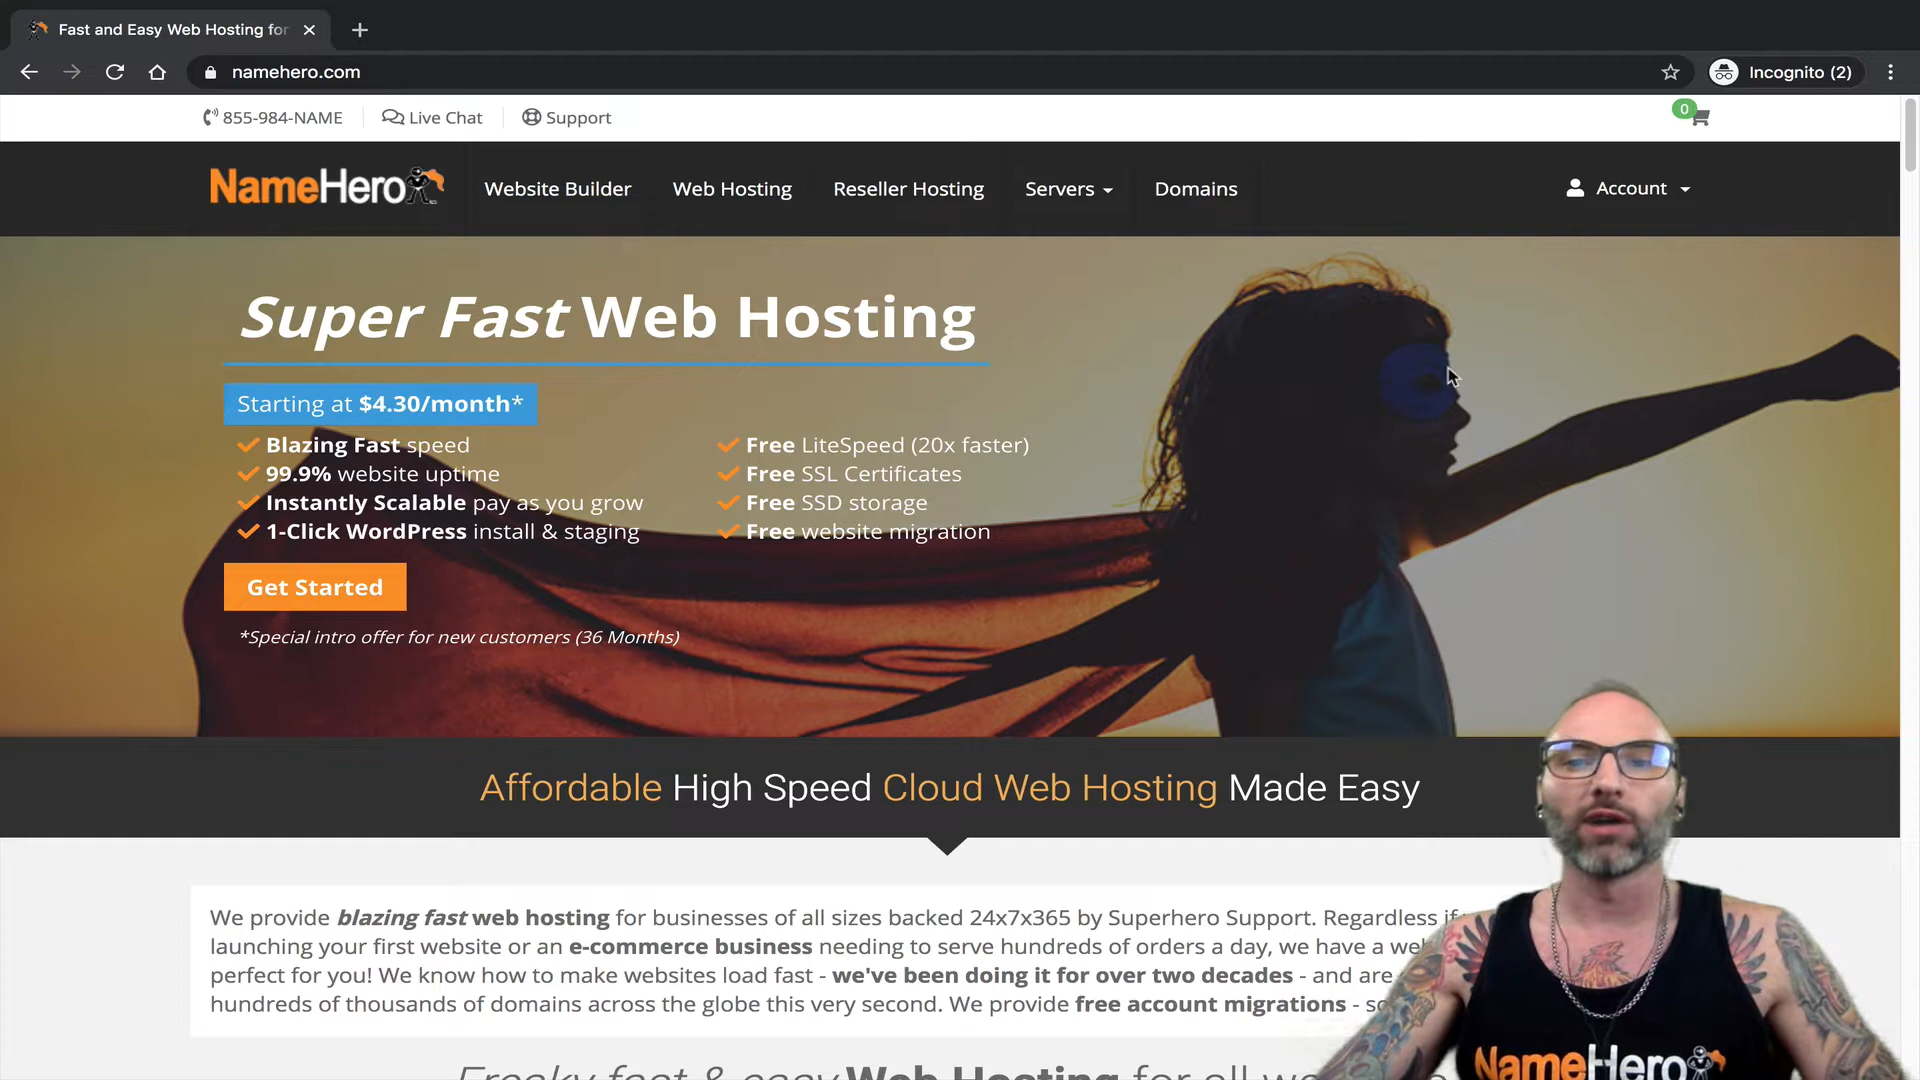 Fast and Easy Web Hosting for
namehero.com
Incognito (2)
855-984-NAME
Live Chat
Support
0
NameHero
Website Builder
Web Hosting
Reseller Hosting
Servers
Domains
Account
Super Fast Web Hosting
Starting at $4.30/month*
Blazing Fast speed
99.9% website uptime
Instantly Scalable pay as you grow
1-Click WordPress install & staging
Free LiteSpeed (20x faster)
Free SSL Certificates
Free SSD storage
Free website migration
Get Started
*Special intro offer for new customers (36 Months)
Affordable High Speed Cloud Web Hosting Made Easy
We provide blazing fast web hosting for businesses of all sizes backed 24x7x365 by Superhero Support. Regardless if
launching your first website or an e-commerce business needing to serve hundreds of orders a day, we have a
perfect for you! We know how to make websites load fast - we've been doing it for over two decades - and are
hundreds of thousands of domains across the globe this very second. We provide free account migrations -
Freaky fast & easy Web Hosting for all
NameHero